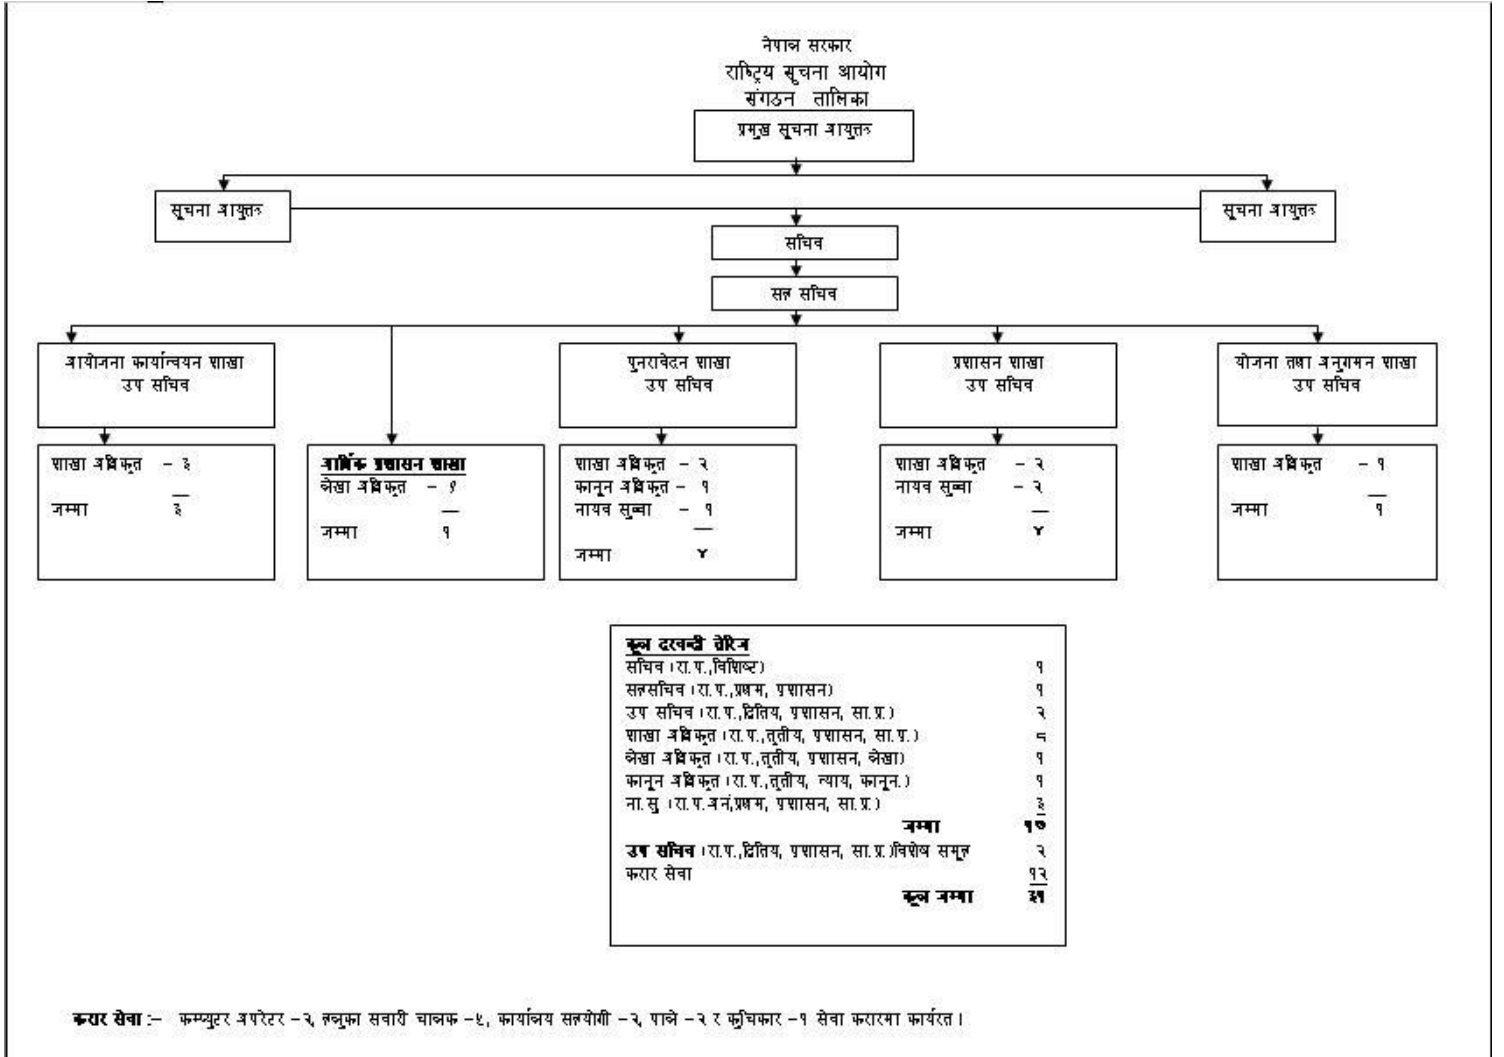 नेपाल सरकार
राष्ट्रिय सूचना आयोग
संगठन तालिका
प्रमुख सूचना आयुक्त
सूचना आयुक्त
सूचना आयुक्त
सचिव
सह सचिव
आयोजना कार्यान्वयन शाखा
उप सचिव
पुनरावेदन शाखा
उप सचिव
प्रशासन शाखा
उप सचिव
योजना तथा अनुगमन शाखा
उप सचिव
शाखा अधिकृत - ३
जम्मा ३
आर्थिक प्रशासन शाखा
लेखा अधिकृत - १
जम्मा १
शाखा अधिकृत - २
कानून अधिकृत - १
नायव सुब्बा - १
जम्मा ४
शाखा अधिकृत - २
नायव सुब्बा - २
जम्मा ४
शाखा अधिकृत - १
जम्मा १
कूल दरवन्दी तेरिज
सचिव (रा.प.,विशिष्ट) १
सहसचिव (रा.प.,प्रथम, प्रशासन) १
उप सचिव (रा.प.,द्वितिय, प्रशासन, सा.प्र.) २
शाखा अधिकृत (रा.प.,तृतीय, प्रशासन, सा.प्र.) ८
लेखा अधिकृत (रा.प.,तृतीय, प्रशासन, लेखा) १
कानून अधिकृत (रा.प.,तृतीय, न्याय, कानून.) १
ना.सु (रा.प.अनं,प्रथम, प्रशासन, सा.प्र.) ३
जम्मा १७
उप सचिव (रा.प.,द्वितिय, प्रशासन, सा.प्र.)विशेष समूह २
करार सेवा १२
कूल जम्मा ३१
करार सेवा :- कम्प्युटर अपरेटर -२, हलुका सवारी चालक -५, कार्यालय सहयोगी -२, पाले -२ र कुचिकार -१ सेवा करारमा कार्यरत ।